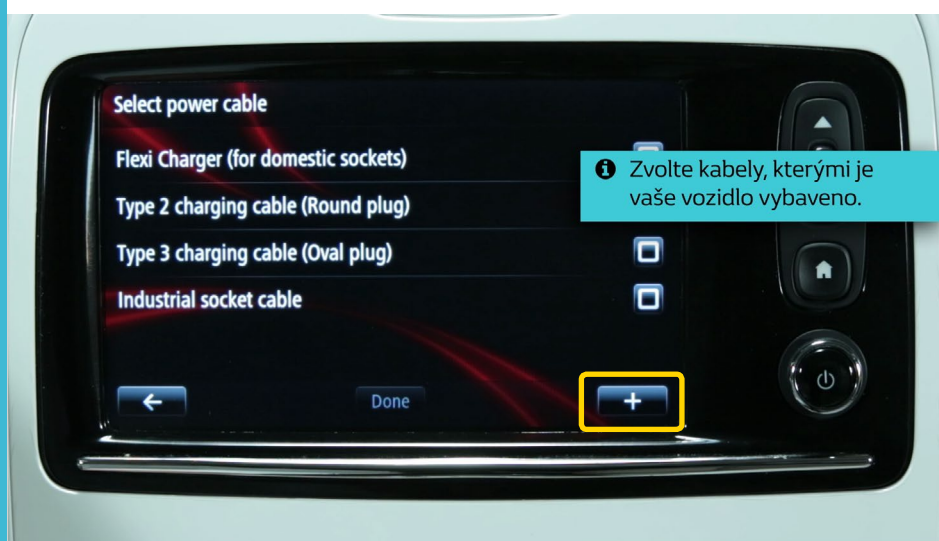 Select power cable
Flexi Charger (for domestic sockets)
Zvolte kabely, kterými je
vaše vozidlo vybaveno.
Type 2 charging cable (Round plug)
Type 3 charging cable (Oval plug)
Industrial socket cable
Done